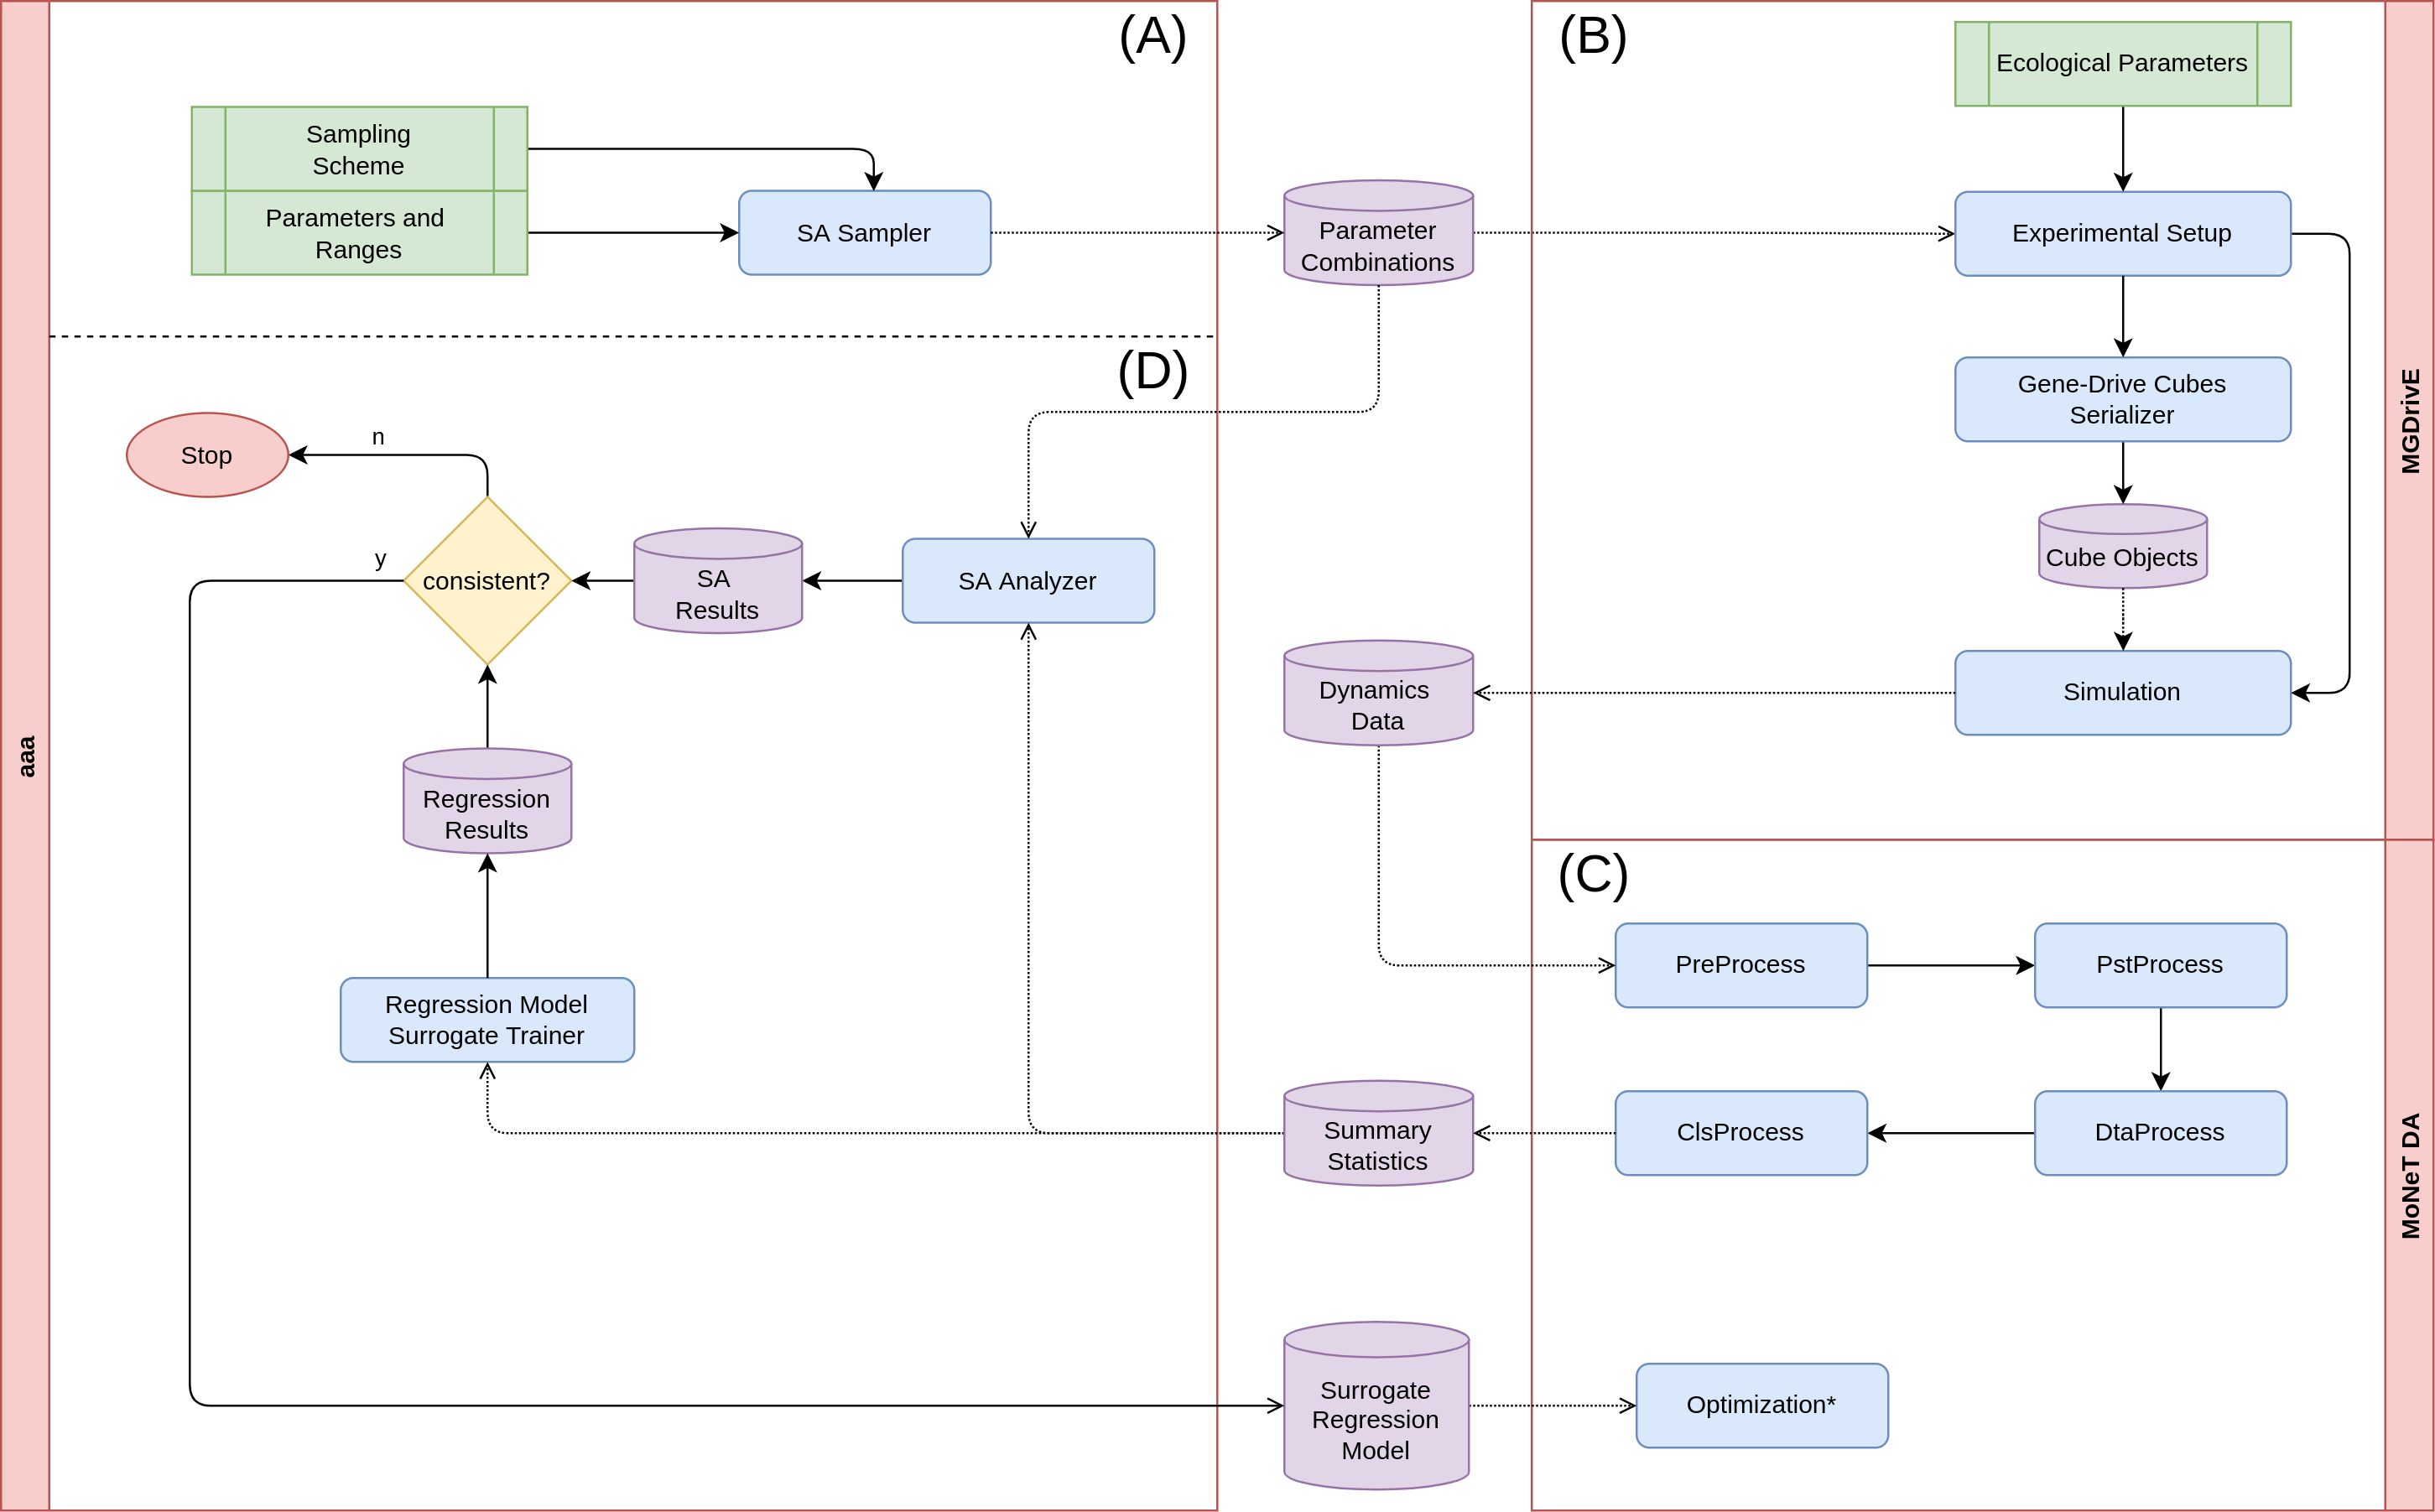 aaa
(A)
Sampling
Scheme
Parameters and
Ranges
SA Sampler
(D)
Stop
n
y
consistent?
SA
Results
SA Analyzer
Regression
Results
Regression Model
Surrogate Trainer
Parameter
Combinations
Dynamics
Data
Summary
Statistics
Surrogate
Regression
Model
(B)
Ecological Parameters
Experimental Setup
Gene-Drive Cubes
Serializer
Cube Objects
Simulation
MGDrivE
(C)
PreProcess
PstProcess
ClsProcess
DtaProcess
Optimization*
MoNeT DA